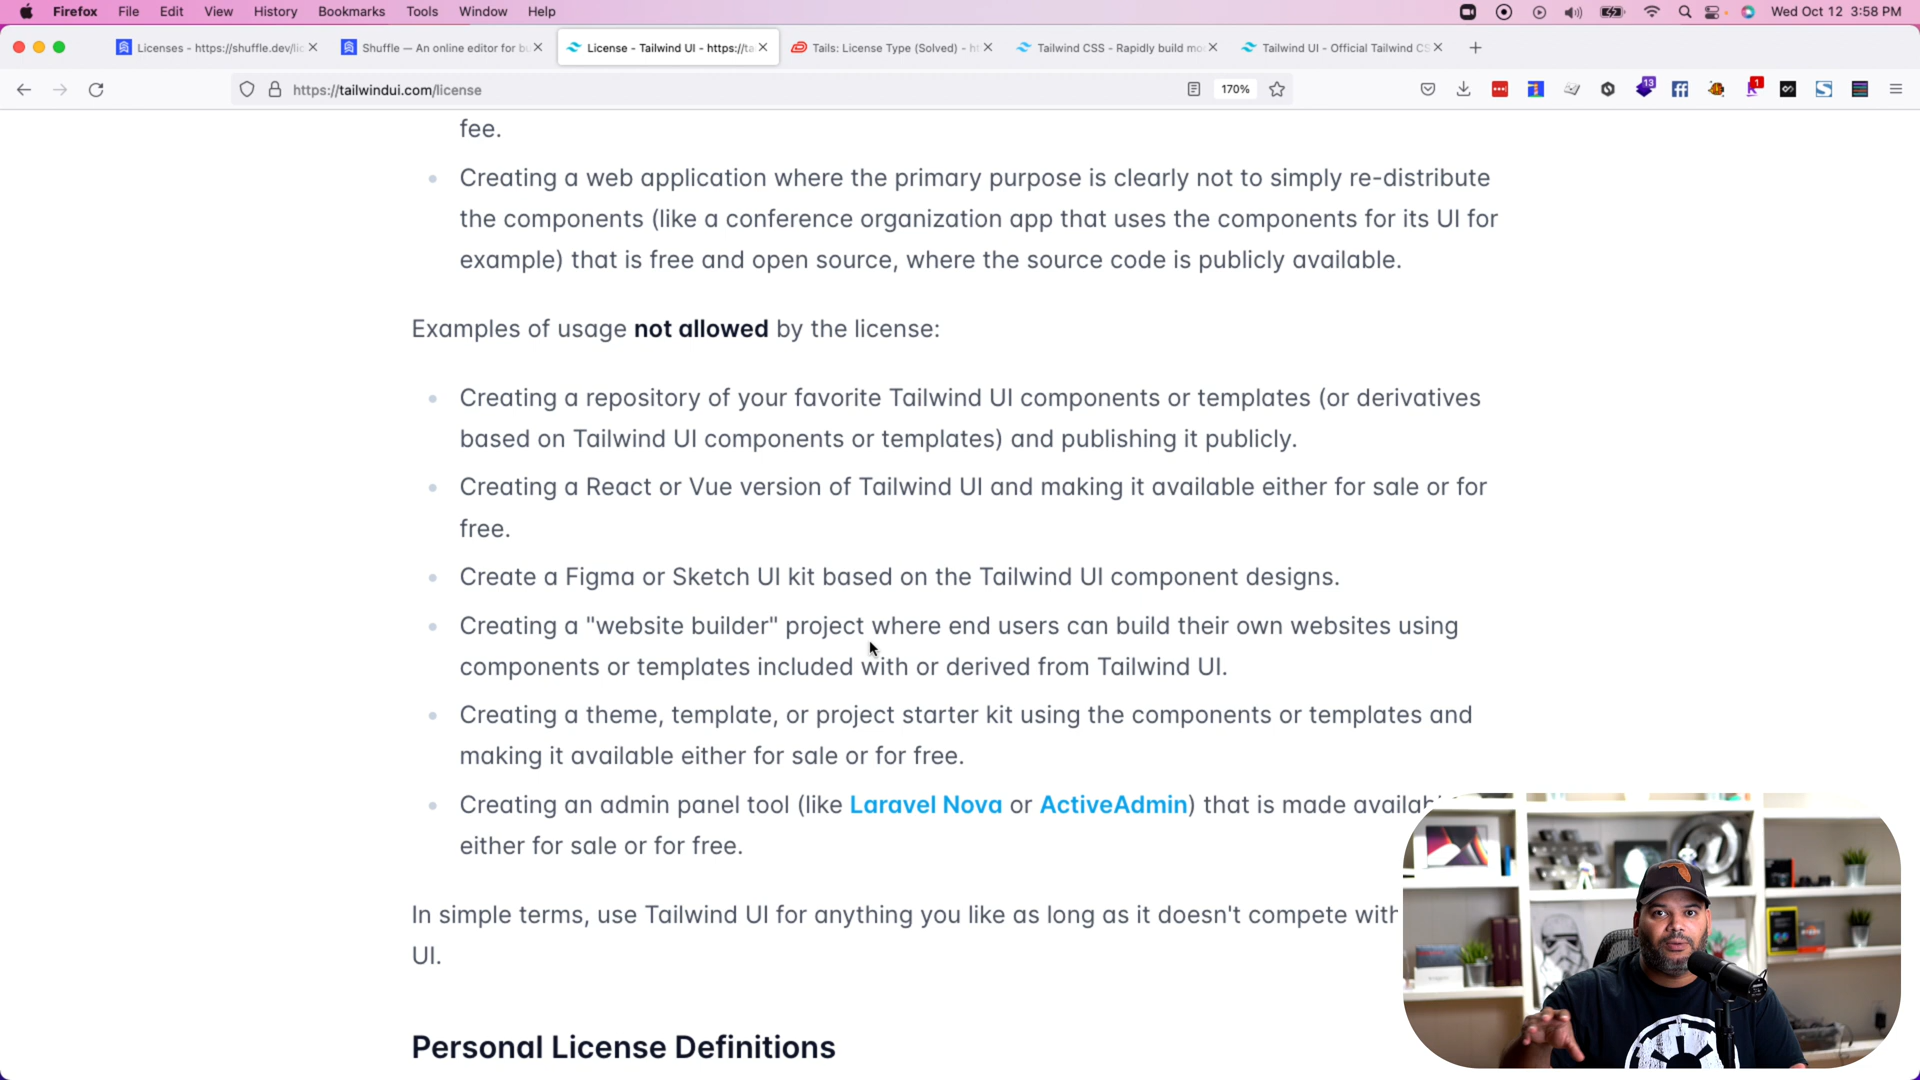 Firefox File Edit View History Bookmarks Tools Window Help Wed Oct 12 3:58 PM
Licenses - https://shuffle.dev/lic Shuffle — An online editor for bu License - Tailwind UI - https://ta Tails: License Type (Solved) - ht Tailwind CSS - Rapidly build mo Tailwind UI - Official Tailwind CS
https://tailwindui.com/license 170% 13 1
fee.
Creating a web application where the primary purpose is clearly not to simply re-distribute
the components (like a conference organization app that uses the components for its UI for
example) that is free and open source, where the source code is publicly available.
Examples of usage not allowed by the license:
Creating a repository of your favorite Tailwind UI components or templates (or derivatives
based on Tailwind UI components or templates) and publishing it publicly.
Creating a React or Vue version of Tailwind UI and making it available either for sale or for
free.
Create a Figma or Sketch UI kit based on the Tailwind UI component designs.
Creating a "website builder" project where end users can build their own websites using
components or templates included with or derived from Tailwind UI.
Creating a theme, template, or project starter kit using the components or templates and
making it available either for sale or for free.
Creating an admin panel tool (like Laravel Nova or ActiveAdmin) that is made availab
either for sale or for free.
In simple terms, use Tailwind UI for anything you like as long as it doesn't compete with
UI.
Personal License Definitions